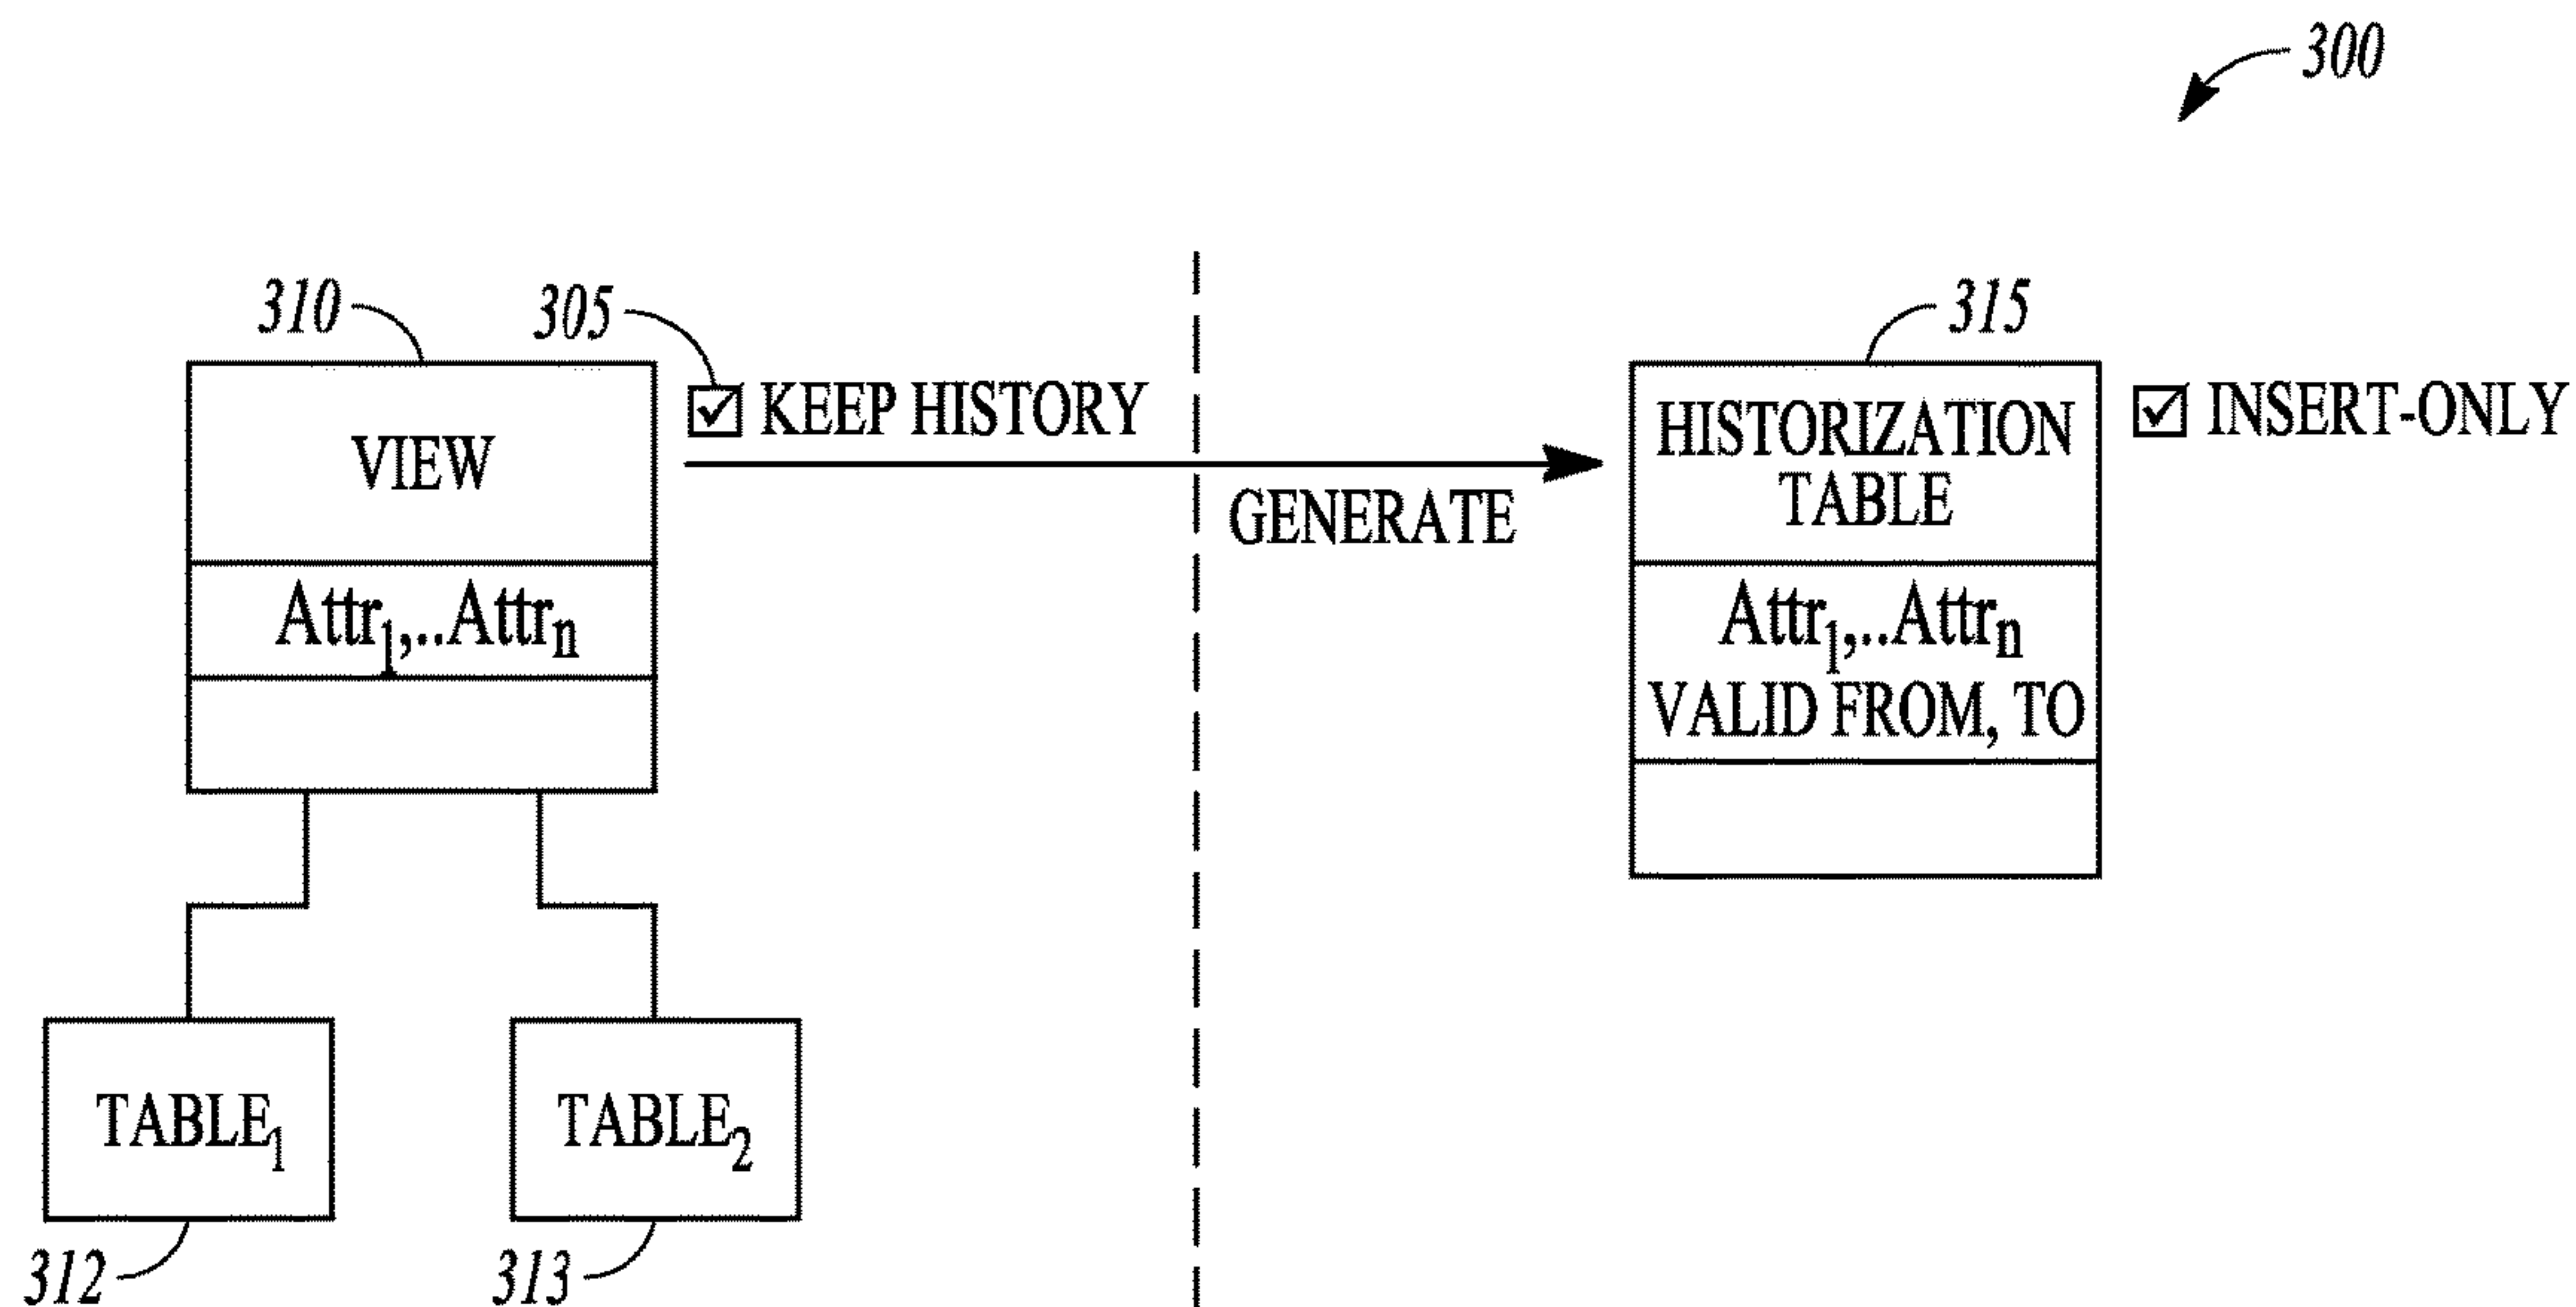 300
310
305
315
VIEW
☑ KEEP HISTORY
GENERATE
HISTORIZATION
TABLE
☑ INSERT-ONLY
Attr₁,..Attrₙ
Attr₁,..Attrₙ
VALID FROM, TO
TABLE₁
TABLE₂
312
313